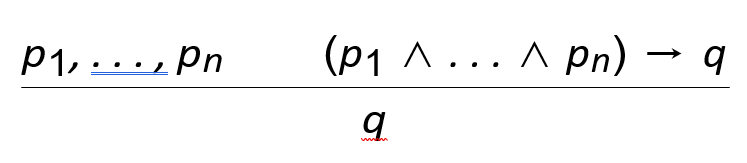 p1, . . . , pn (p1 ∧ . . . ∧ pn) → q
q